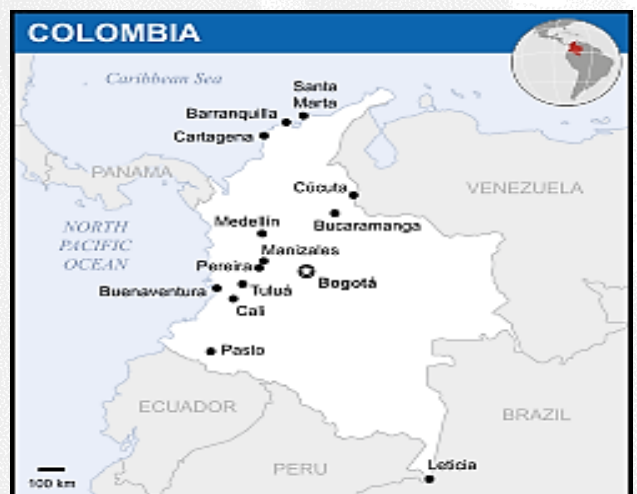 COLOMBIA
Caribbean Sea
Santa
Marta
Barranquilla
Cartagena
PANAMA
Cúcuta
VENEZUELA
Medellín
Bucaramanga
NORTH
PACIFIC
OCEAN
Manizales
Pereira
Bogotá
Buenaventura
Tuluá
Cali
Pasto
ECUADOR
BRAZIL
PERU
Leticia
100 km